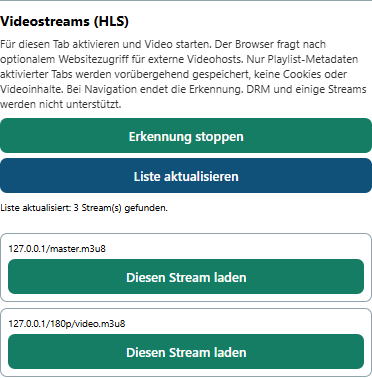 Videostreams (HLS)
Für diesen Tab aktivieren und Video starten. Der Browser fragt nach
optionalem Websitezugriff für externe Videohosts. Nur Playlist-Metadaten
aktivierter Tabs werden vorübergehend gespeichert, keine Cookies oder
Videoinhalte. Bei Navigation endet die Erkennung. DRM und einige Streams
werden nicht unterstützt.
Erkennung stoppen
Liste aktualisieren
Liste aktualisiert: 3 Stream(s) gefunden.
127.0.0.1/master.m3u8
Diesen Stream laden
127.0.0.1/180p/video.m3u8
Diesen Stream laden